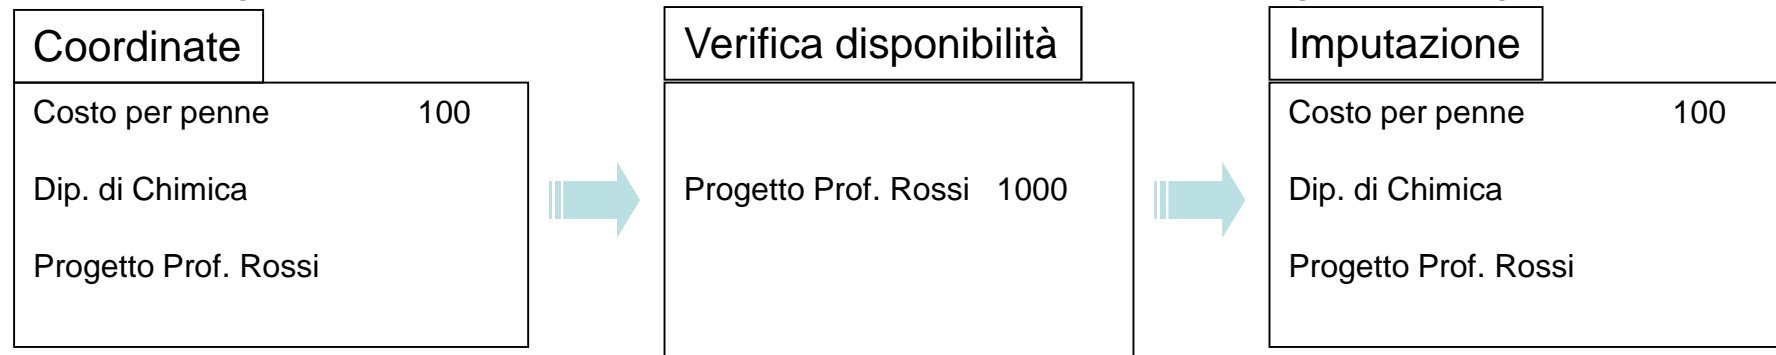 Coordinate
Costo per penne 100
Dip. di Chimica
Progetto Prof. Rossi
Verifica disponibilità
Progetto Prof. Rossi 1000
Imputazione
Costo per penne 100
Dip. di Chimica
Progetto Prof. Rossi